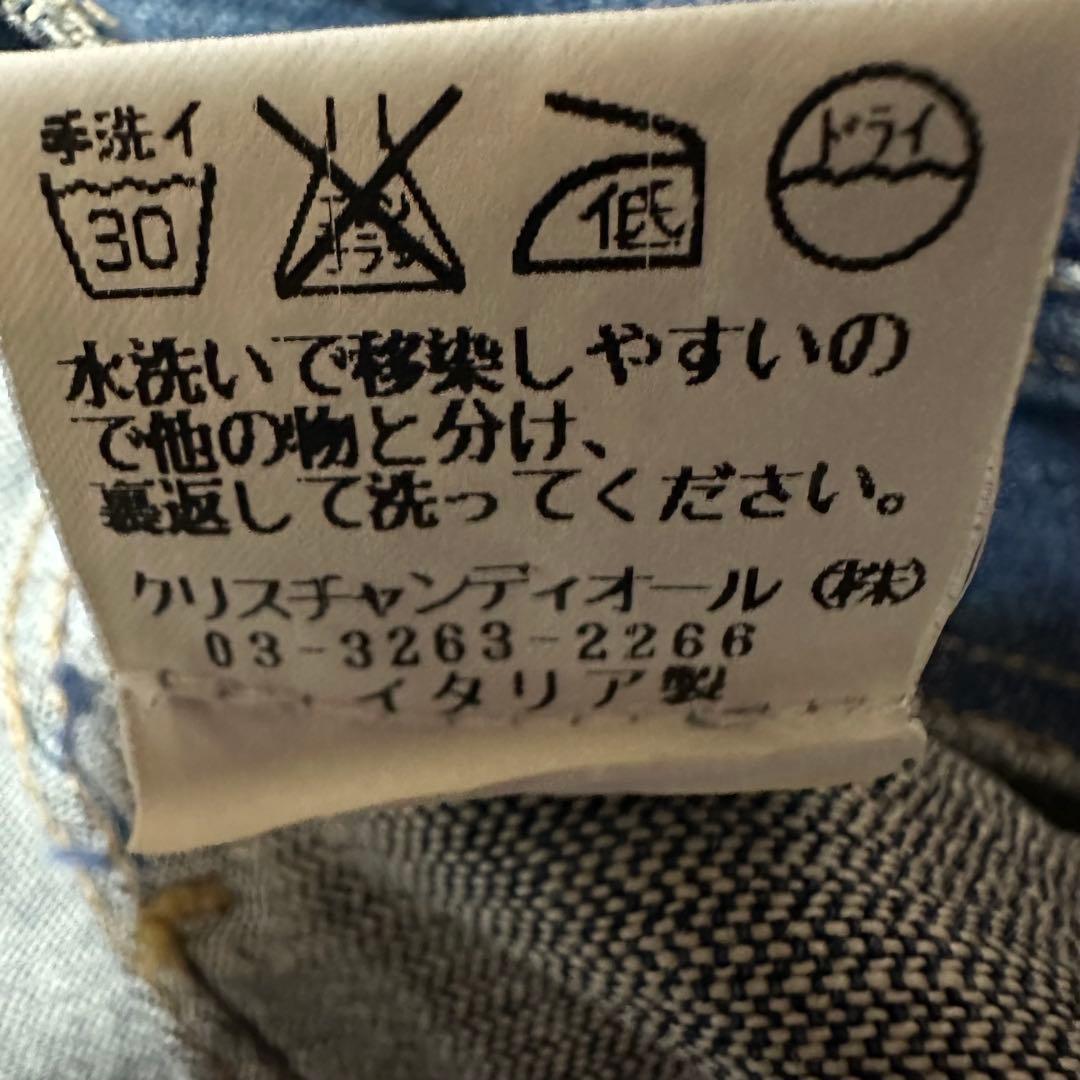 手洗イ
30
エンソ
サラシ
低
ドライ
水洗いで移染しやすいの
で他の物と分け、
裏返して洗ってください。
クリスチャンディオール㈱
03-3263-2266
イタリア製